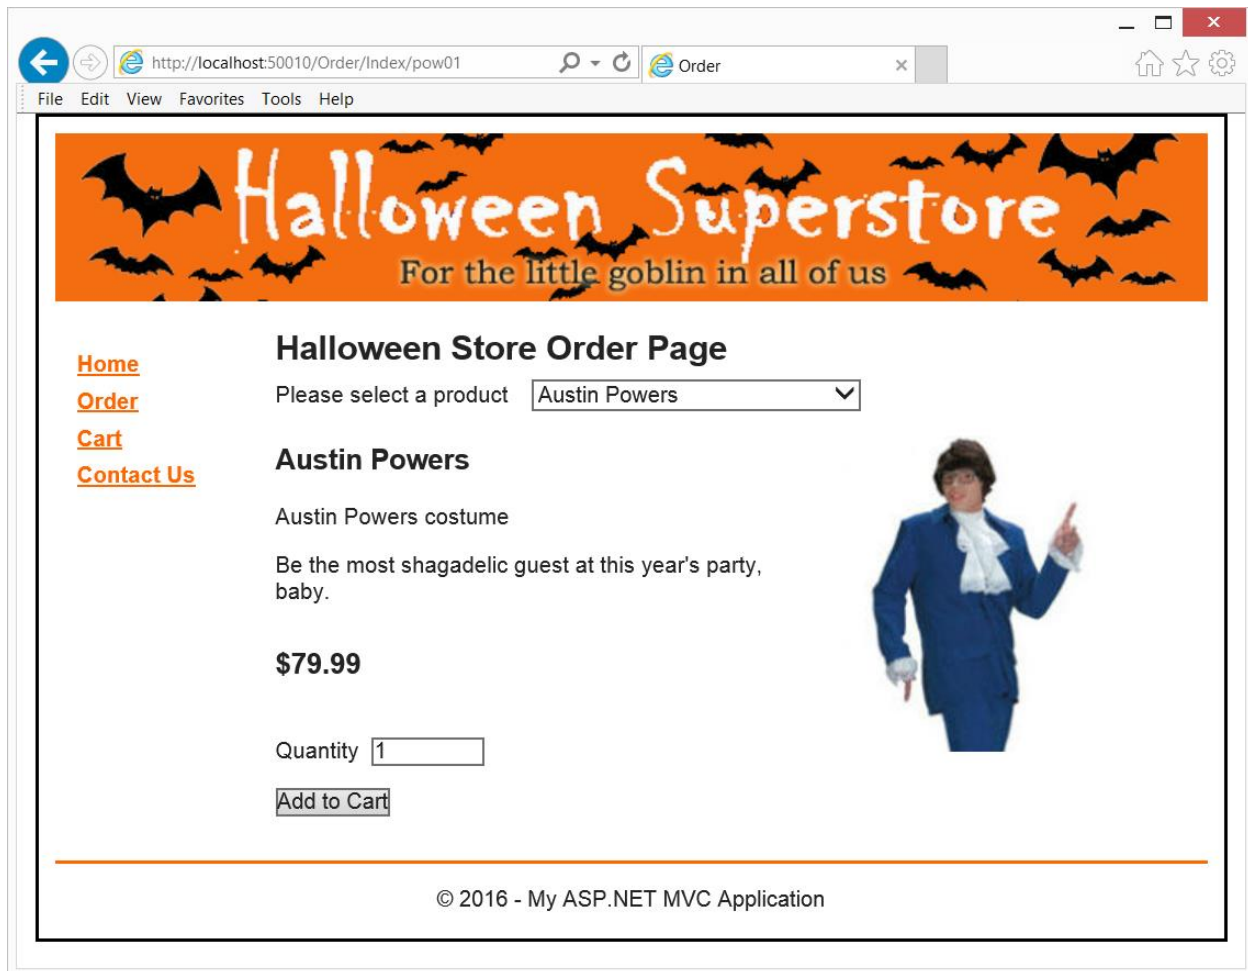 http://localhost:50010/Order/Index/pow01
Order
File Edit View Favorites Tools Help
Halloween Superstore
For the little goblin in all of us
Home
Order
Cart
Contact Us
Halloween Store Order Page
Please select a product Austin Powers
Austin Powers
Austin Powers costume
Be the most shagadelic guest at this year's party,
baby.
$79.99
Quantity 1
Add to Cart
© 2016 - My ASP.NET MVC Application